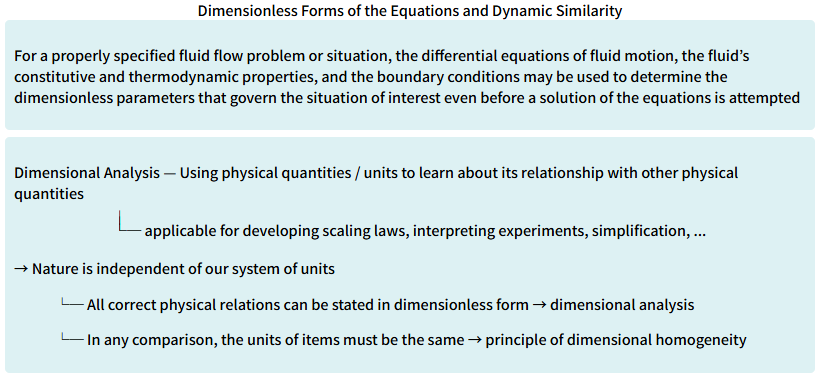 Dimensionless Forms of the Equations and Dynamic Similarity
For a properly specified fluid flow problem or situation, the differential equations of fluid motion, the fluid's
constitutive and thermodynamic properties, and the boundary conditions may be used to determine the
dimensionless parameters that govern the situation of interest even before a solution of the equations is attempted
Dimensional Analysis — Using physical quantities / units to learn about its relationship with other physical
quantities
applicable for developing scaling laws, interpreting experiments, simplification, ...
→ Nature is independent of our system of units
All correct physical relations can be stated in dimensionless form → dimensional analysis
In any comparison, the units of items must be the same → principle of dimensional homogeneity